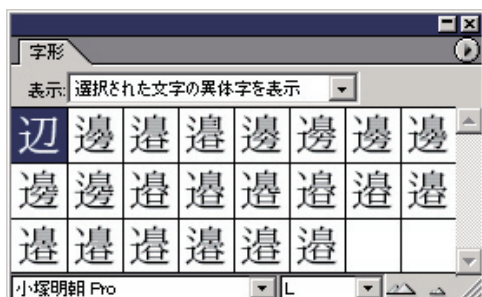 字形
表示: 選択された文字の異体字を表示
辺 邊 邉 邉 邊 邊 邊 邊
邊 邊 邉 邉 邉 邉 邉 邉
邉 邉 邉 邉 邉 邉
小塚明朝 Pro L